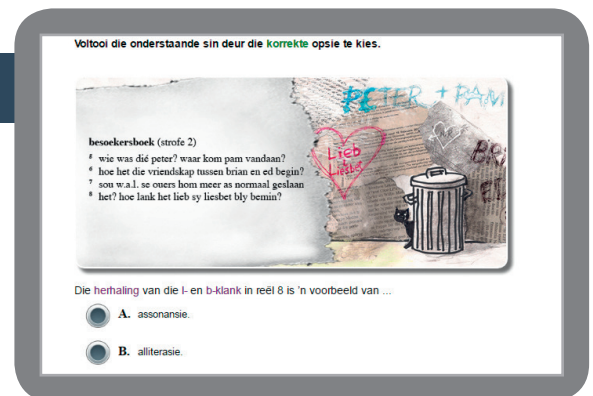 Voltooi die onderstaande sin deur die korrekte opsie te kies.
PETER + PAM
besoekersboek (strofe 2)
5 wie was dié peter? waar kom pam vandaan?
6 hoe het die vriendskap tussen brian en ed begin?
7 sou w.a.l. se ouers hom meer as normaal geslaan
8 het? hoe lank het lieb sy liesbet bly bemin?
Lieb
Liesbet
Die herhaling van die l- en b-klank in reël 8 is 'n voorbeeld van ...
A. assonansie.
B. alliterasie.